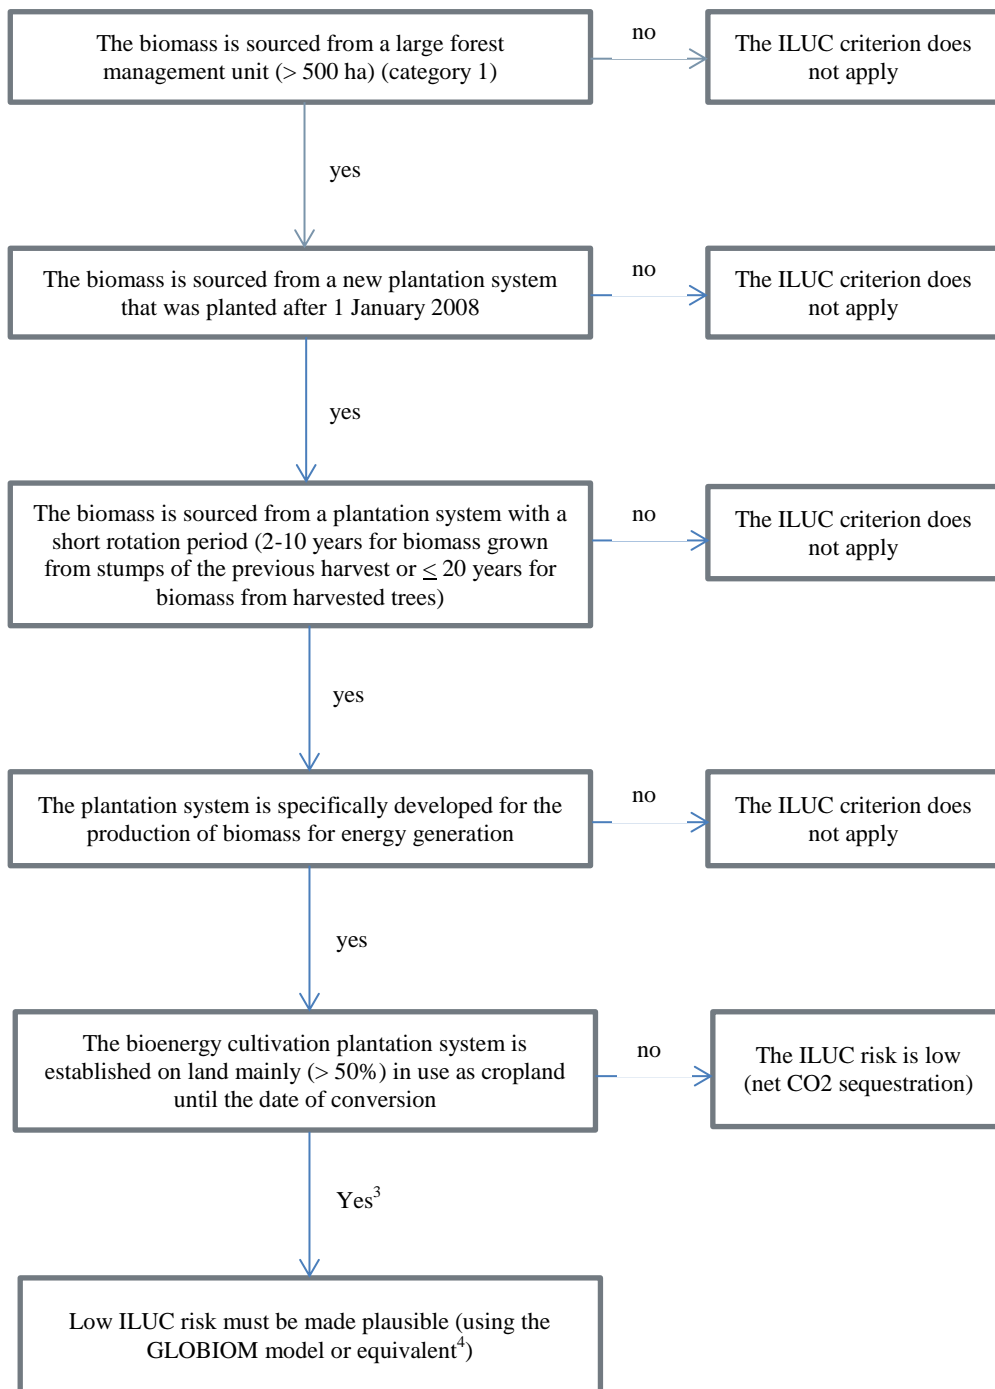 The biomass is sourced from a large forest
management unit (> 500 ha) (category 1)
no
The ILUC criterion does
not apply
yes
The biomass is sourced from a new plantation system
that was planted after 1 January 2008
no
The ILUC criterion does
not apply
yes
The biomass is sourced from a plantation system with a
short rotation period (2-10 years for biomass grown
from stumps of the previous harvest or ≤ 20 years for
biomass from harvested trees)
no
The ILUC criterion does
not apply
yes
The plantation system is specifically developed for the
production of biomass for energy generation
no
The ILUC criterion does
not apply
yes
The bioenergy cultivation plantation system is
established on land mainly (> 50%) in use as cropland
until the date of conversion
no
The ILUC risk is low
(net CO2 sequestration)
Yes³
Low ILUC risk must be made plausible (using the
GLOBIOM model or equivalent⁴)